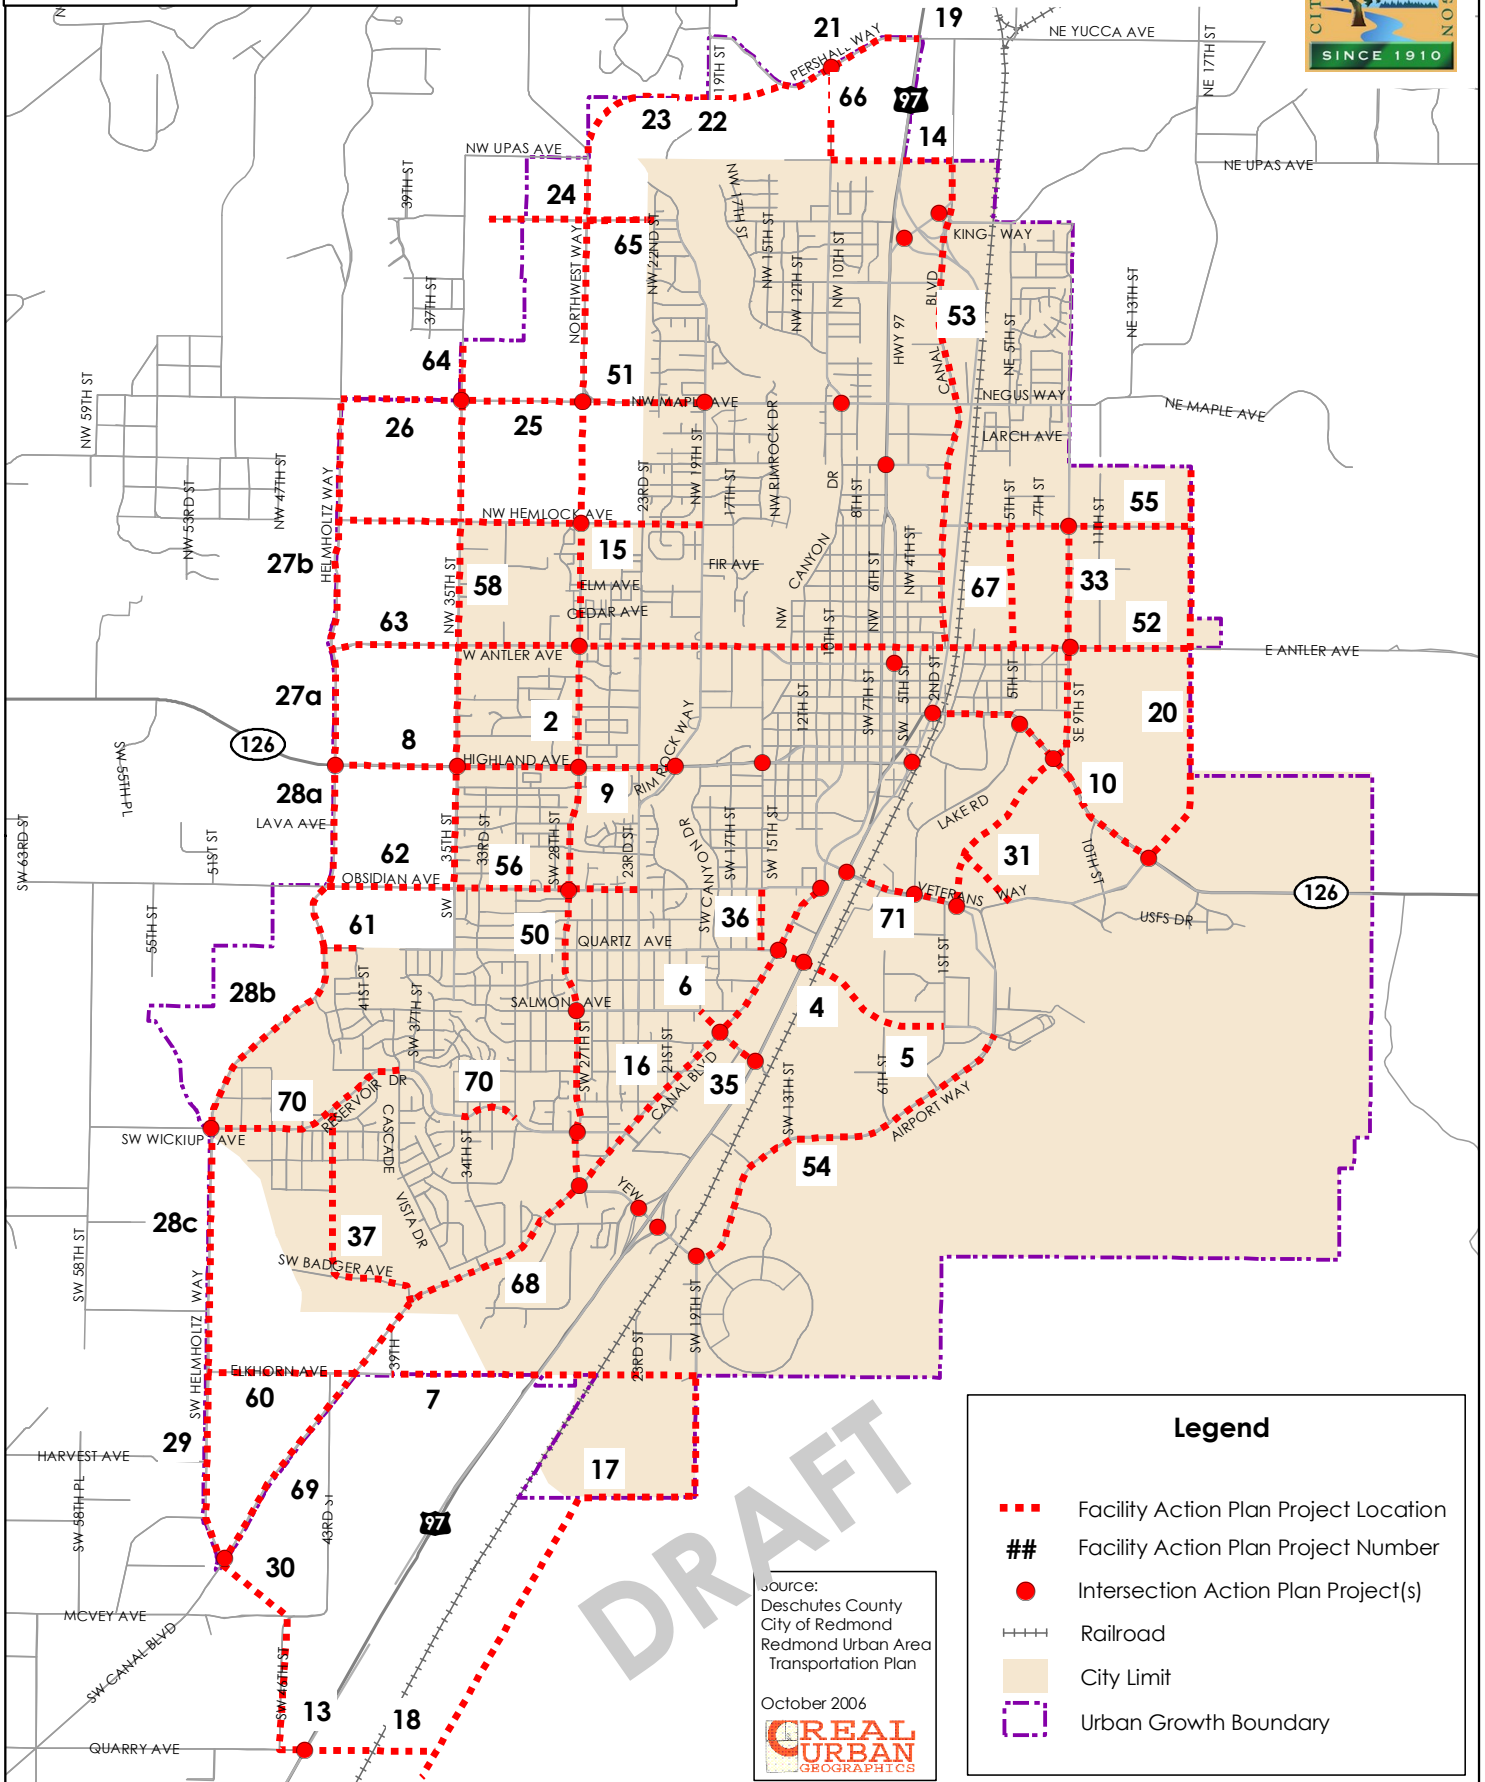 21
19
NE YUCCA AVE
NE 17TH ST
SINCE 1910
PERSHALL WAY
19TH ST
66
97
23
22
14
NW UPAS AVE
NE UPAS AVE
39TH ST
24
NW 17TH ST
65
NW 22ND ST
NORTHWEST WAY
NW 15TH ST
NW 12TH ST
NW 10TH ST
KING WAY
37TH ST
CANAL BLVD
53
NE 5TH ST
NE 13TH ST
HWY 97
64
51
NW MAPLE AVE
NEGUS WAY
NE MAPLE AVE
NW 59TH ST
26
25
LARCH AVE
NW RIMROCK DR
NW 19TH ST
17TH ST
23RD ST
NW 47TH ST
NW 53RD ST
HELMHOLTZ WAY
NW HEMLOCK AVE
8TH ST
5TH ST
7TH ST
11TH ST
55
27b
15
FIR AVE
NW CANYON DR
NW 6TH ST
NW 4TH ST
67
33
58
ELM AVE
CEDAR AVE
NW 35TH ST
63
10TH ST
52
W ANTLER AVE
E ANTLER AVE
27a
12TH ST
SW 7TH ST
SW 5TH ST
2ND ST
5TH ST
SE 9TH ST
20
2
126
8
HIGHLAND AVE
RIMROCK WAY
SW 55TH PL
9
10
28a
LAVA AVE
LAKE RD
SW 63RD ST
51ST ST
SW 35TH ST
33RD ST
SW 28TH ST
23RD ST
SW CANYON DR
SW 17TH ST
SW 15TH ST
62
OBSIDIAN AVE
56
31
10TH ST
VETERANS WAY
126
55TH ST
61
50
QUARTZ AVE
36
71
USFS DR
1ST ST
28b
41ST ST
SW 37TH ST
SALMON AVE
6
4
SW 27TH ST
16
21ST ST
35
CANAL BLVD
SW 13TH ST
5
6TH ST
AIRPORT WAY
70
RESERVOIR DR
70
SW WICKIUP AVE
CASCADE VISTA DR
34TH ST
54
YEW
28c
37
SW 58TH ST
SW BADGER AVE
68
SW HELMHOLTZ WAY
39TH
23RD ST
SW 19TH ST
ELKHORN AVE
60
7
29
HARVEST AVE
17
69
SW 58TH PL
43RD ST
97
30
MCVEY AVE
SW CANAL BLVD
SW 46TH ST
13
18
QUARRY AVE
DRAFT
Source:
Deschutes County
City of Redmond
Redmond Urban Area
Transportation Plan
October 2006
REAL
URBAN
GEOGRAPHICS
Legend
Facility Action Plan Project Location
## Facility Action Plan Project Number
Intersection Action Plan Project(s)
Railroad
City Limit
Urban Growth Boundary